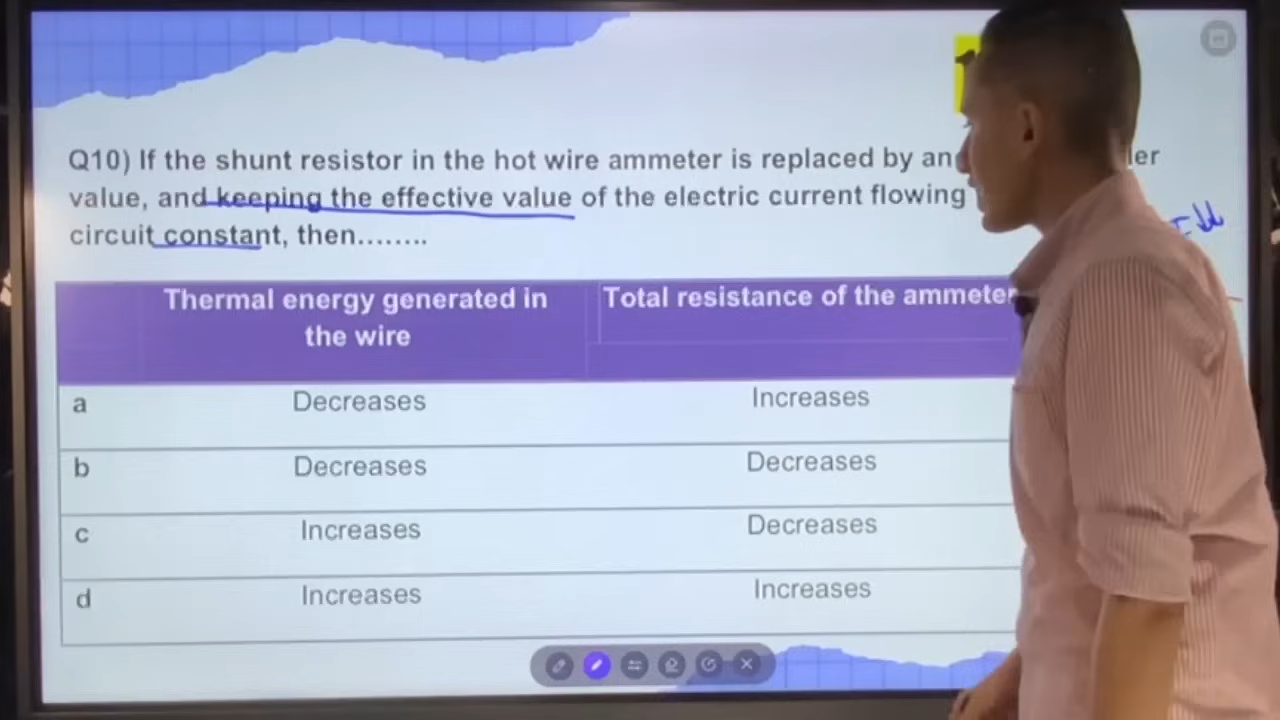 Q10) If the shunt resistor in the hot wire ammeter is replaced by an
value, and keeping the effective value of the electric current flowing
circuit constant, then........
Thermal energy generated in
the wire
Total resistance of the ammeter
a Decreases Increases
b Decreases Decreases
c Increases Decreases
d Increases Increases